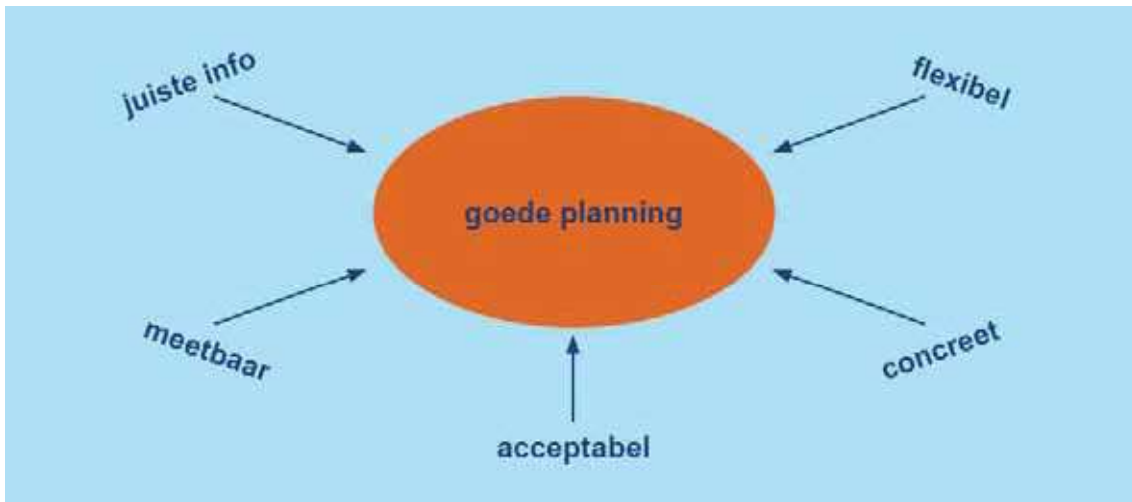 juiste info
flexibel
goede planning
meetbaar
concreet
acceptabel